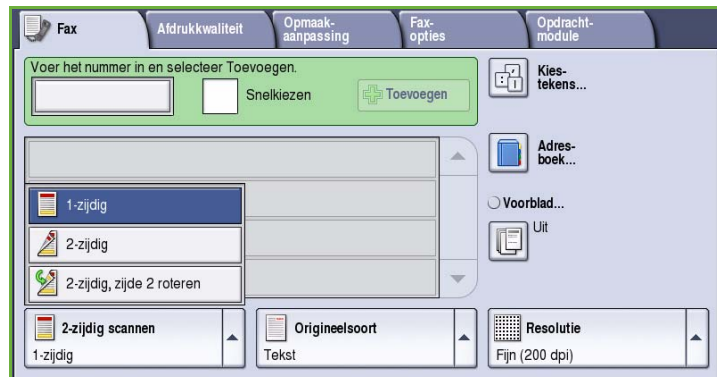 Fax
Afdrukkwaliteit
Opmaak-
aanpassing
Fax-
opties
Opdracht-
module
Voer het nummer in en selecteer Toevoegen.
Snelkiezen
Toevoegen
Kies-
tekens...
Adres-
boek...
Voorblad...
Uit
1-zijdig
2-zijdig
2-zijdig, zijde 2 roteren
2-zijdig scannen
1-zijdig
Origineelsoort
Tekst
Resolutie
Fijn (200 dpi)